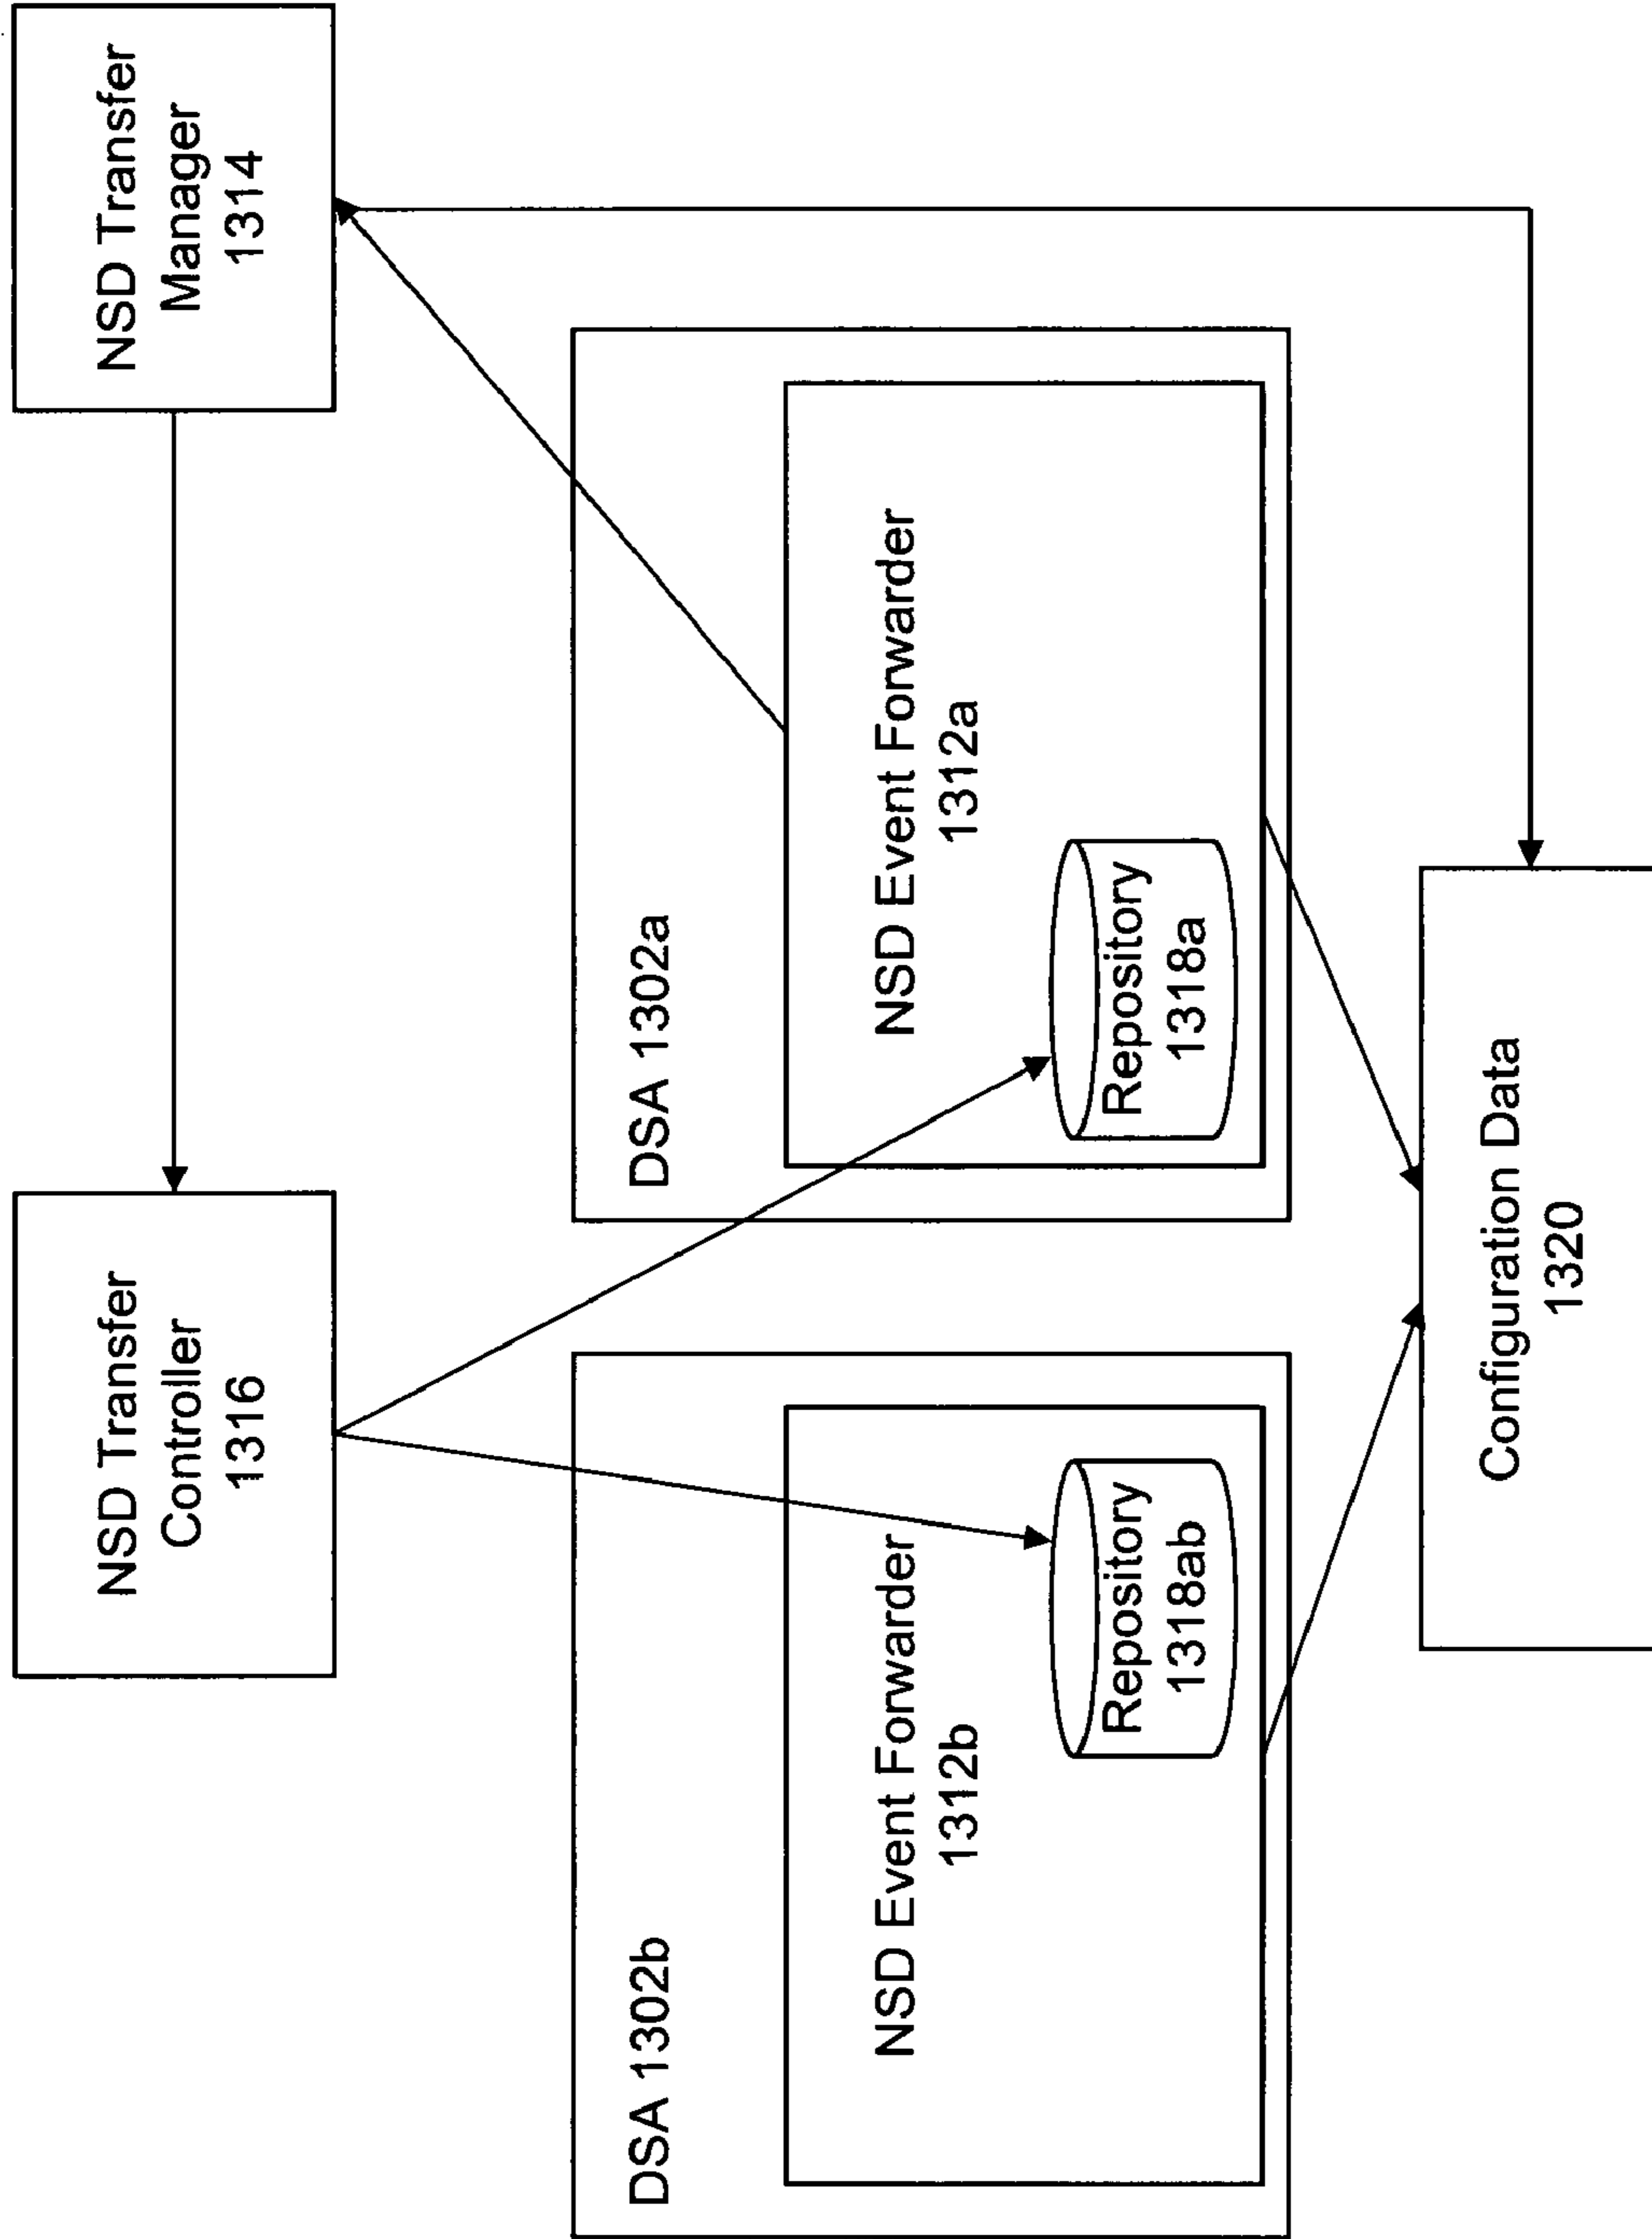 NSD Transfer
Controller
1316
NSD Transfer
Manager
1314
DSA 1302b
NSD Event Forwarder
1312b
Repository
1318ab
DSA 1302a
NSD Event Forwarder
1312a
Repository
1318a
Configuration Data
1320